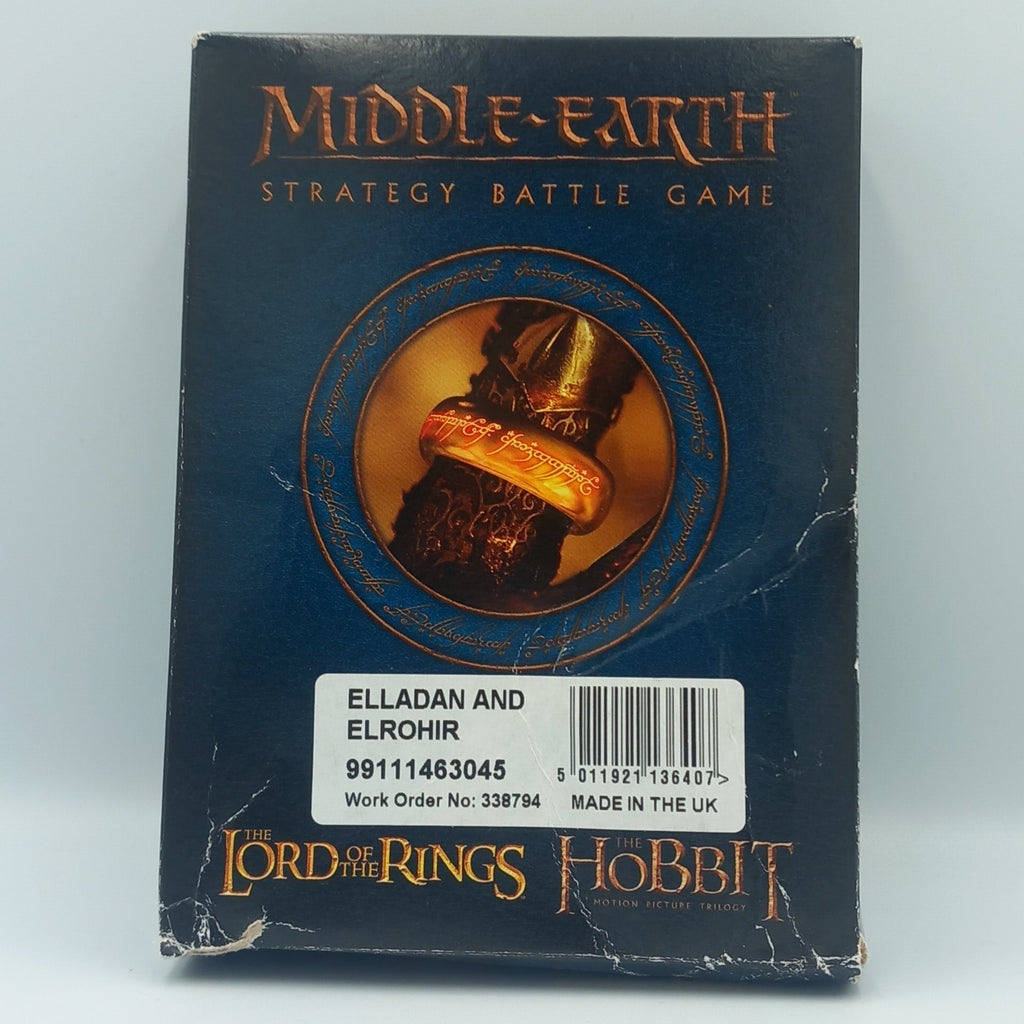 MIDDLE-EARTH
STRATEGY BATTLE GAME
ELLADAN AND
ELROHIR
99111463045
Work Order No: 338794
5 011921 136407 >
MADE IN THE UK
THE
LORD OF THE RINGS
THE
HOBBIT
MOTION PICTURE TRILOGY